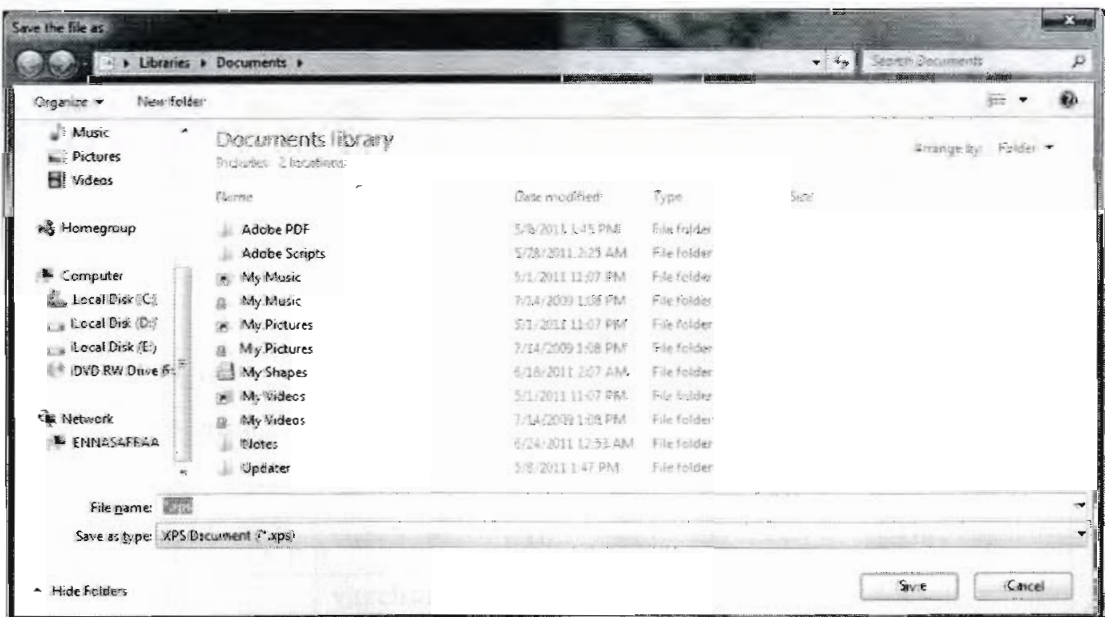 Save the file as
Libraries ▸ Documents ▸
Search Documents
Organize ▾ New folder
Music
Pictures
Videos
Homegroup
Computer
Local Disk (C:)
Local Disk (D:)
Local Disk (E:)
DVD RW Drive
Network
ENNASAFEAA
Documents library
Includes: 2 locations
Arrange by: Folder ▾
Name Date modified Type Size
Adobe PDF 5/8/2011 1:45 PM File folder
Adobe Scripts 5/28/2011 2:25 AM File folder
My Music 5/1/2011 11:07 PM File folder
My Music 7/14/2009 1:08 PM File folder
My Pictures 5/1/2011 11:07 PM File folder
My Pictures 7/14/2009 1:08 PM File folder
My Shapes 6/18/2011 2:07 AM File folder
My Videos 5/1/2011 11:07 PM File folder
My Videos 7/14/2009 1:08 PM File folder
Notes 6/24/2011 12:53 AM File folder
Updater 5/8/2011 1:47 PM File folder
File name: *.xps
Save as type: XPS Document (*.xps)
Hide Folders
Save Cancel